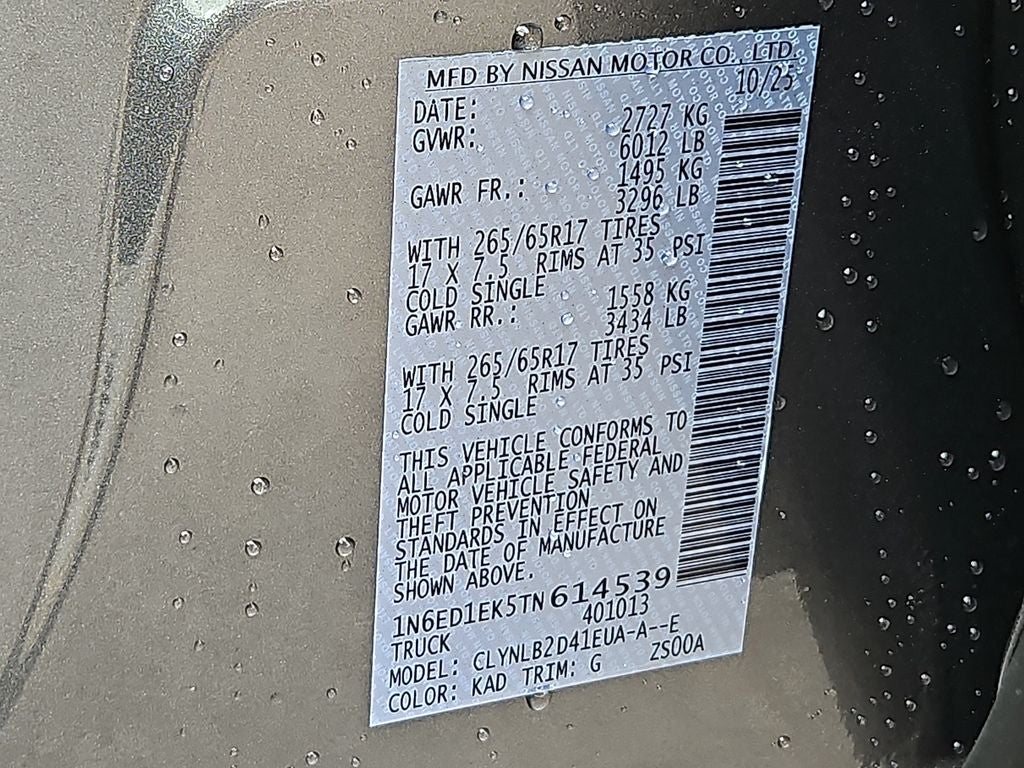 MFD BY NISSAN MOTOR CO., LTD.
DATE: 10/25
GVWR: 2727 KG
6012 LB
GAWR FR.: 1495 KG
3296 LB
WITH 265/65R17 TIRES
17 X 7.5 RIMS AT 35 PSI
COLD SINGLE
GAWR RR.: 1558 KG
3434 LB
WITH 265/65R17 TIRES
17 X 7.5 RIMS AT 35 PSI
COLD SINGLE
THIS VEHICLE CONFORMS TO
ALL APPLICABLE FEDERAL
MOTOR VEHICLE SAFETY AND
THEFT PREVENTION
STANDARDS IN EFFECT ON
THE DATE OF MANUFACTURE
SHOWN ABOVE.
1N6ED1EK5TN614539
TRUCK 401013
MODEL: CLYNLB2D41EUA-A--E
COLOR: KAD TRIM: G ZS00A